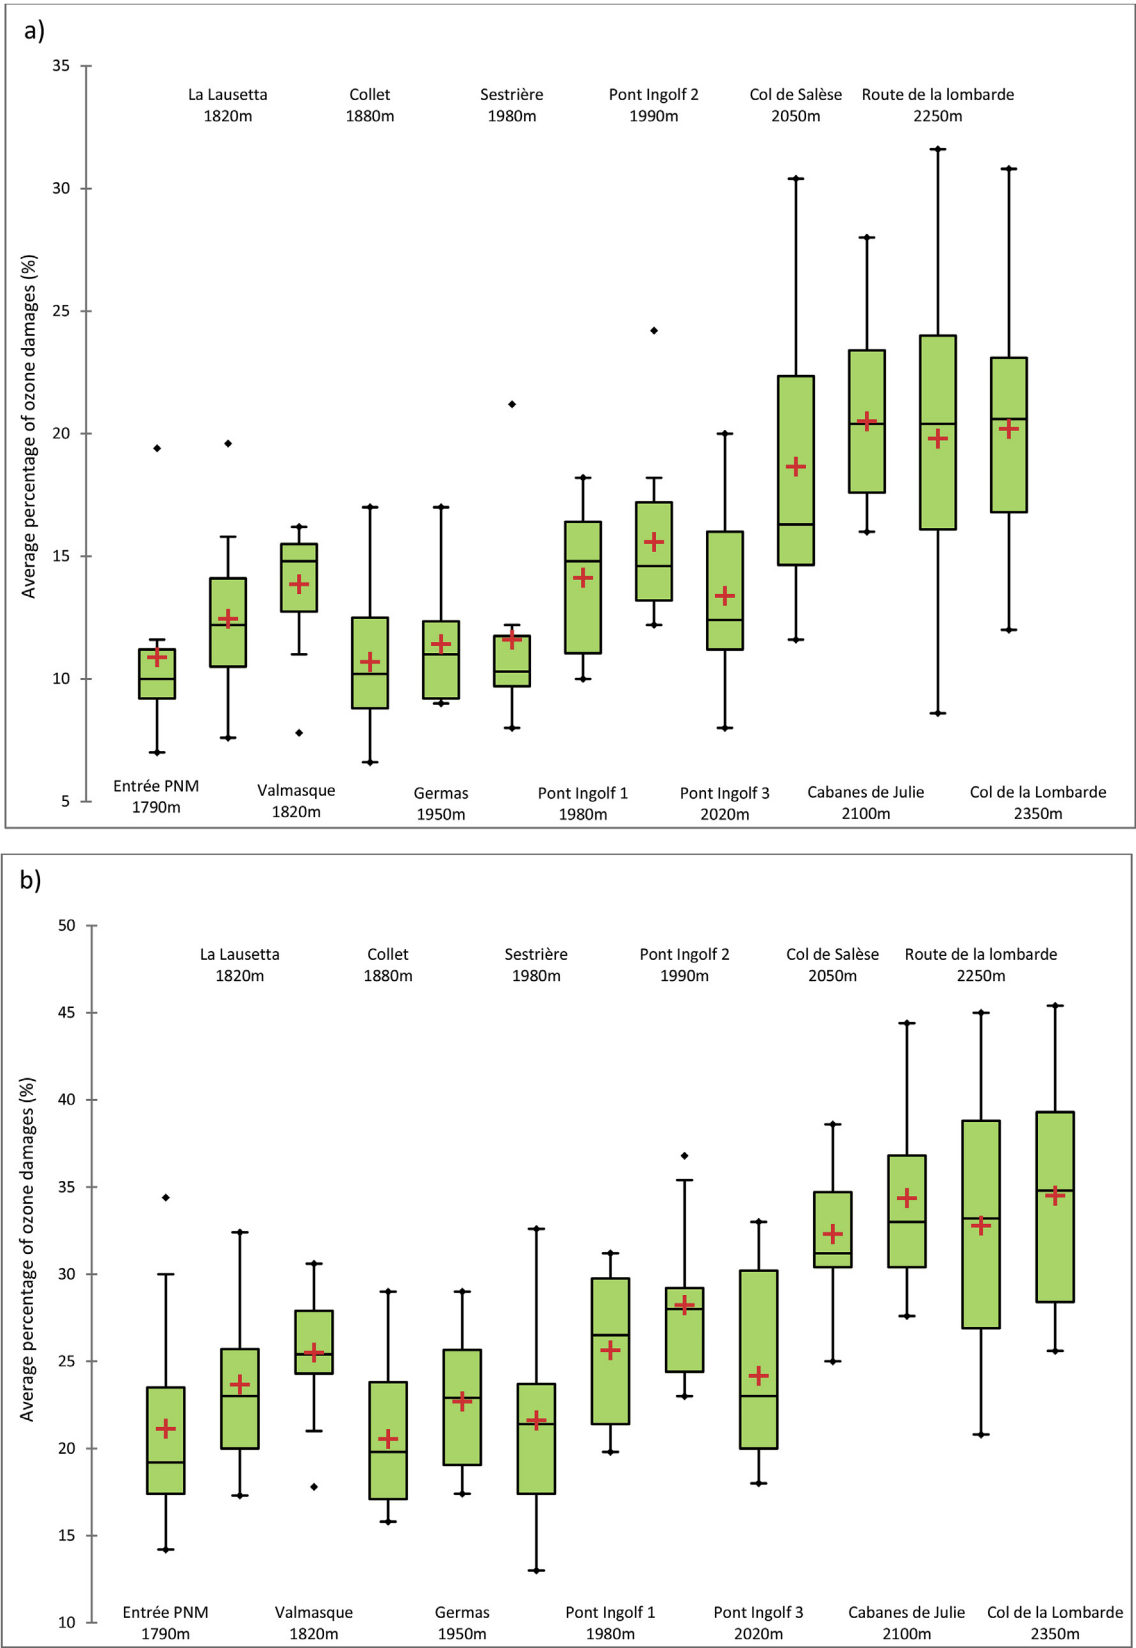 a)
35
30
25
20
15
10
5
Average percentage of ozone damages (%)
La Lausetta
1820m
Collet
1880m
Sestrière
1980m
Pont Ingolf 2
1990m
Col de Salèse
2050m
Route de la lombarde
2250m
Entrée PNM
1790m
Valmasque
1820m
Germas
1950m
Pont Ingolf 1
1980m
Pont Ingolf 3
2020m
Cabanes de Julie
2100m
Col de la Lombarde
2350m
b)
50
45
40
35
30
25
20
15
10
Average percentage of ozone damages (%)
La Lausetta
1820m
Collet
1880m
Sestrière
1980m
Pont Ingolf 2
1990m
Col de Salèse
2050m
Route de la lombarde
2250m
Entrée PNM
1790m
Valmasque
1820m
Germas
1950m
Pont Ingolf 1
1980m
Pont Ingolf 3
2020m
Cabanes de Julie
2100m
Col de la Lombarde
2350m